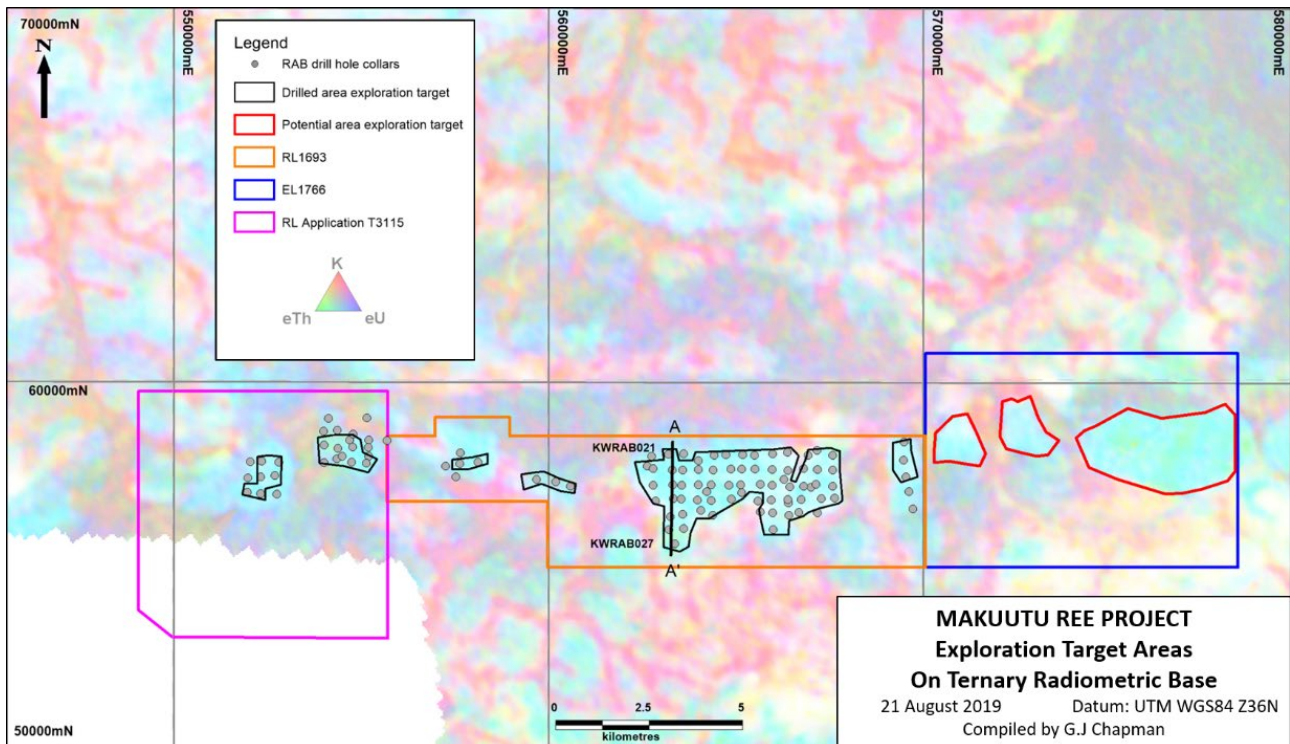 70000mN
550000mE
560000mE
570000mE
580000mE
N
Legend
RAB drill hole collars
Drilled area exploration target
Potential area exploration target
RL1693
EL1766
RL Application T3115
K
eTh
eU
60000mN
A
KWRAB021
KWRAB027
A'
50000mN
0 2.5 5
kilometres
MAKUUTU REE PROJECT
Exploration Target Areas
On Ternary Radiometric Base
21 August 2019 Datum: UTM WGS84 Z36N
Compiled by G.J Chapman